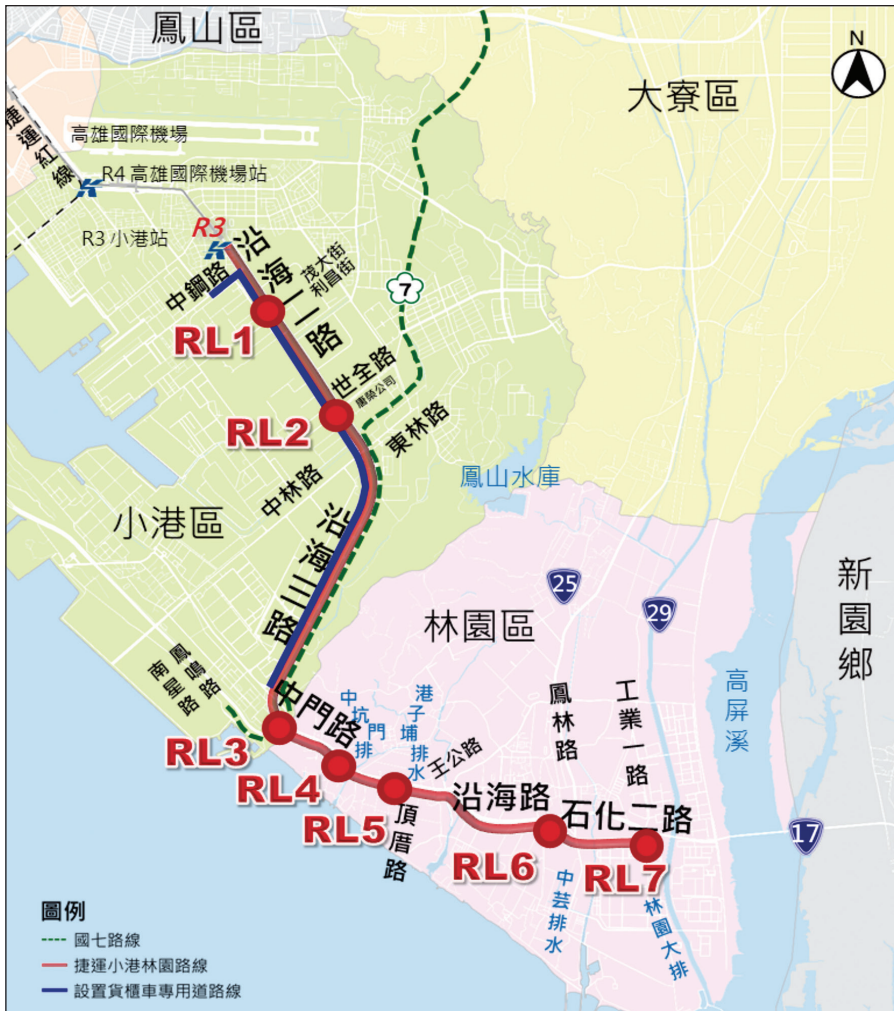 鳳山區
N
大寮區
捷運紅線
高雄國際機場
R4 高雄國際機場站
R3
R3 小港站
沿海二路
茂大街
利昌街
中鋼路
7
RL1
世全路
唐榮公司
RL2
東林路
中林路
鳳山水庫
小港區
沿海三路
25
29
新園鄉
林園區
鳳鳴路
南星路
中門路
中坑門排
港子埔排水
鳳林路
工業一路
高屏溪
RL3
王公路
RL4
沿海路
石化二路
17
RL5
頂厝路
RL6
RL7
中芸排水
林園大排
圖例
國七路線
捷運小港林園路線
設置貨櫃車專用道路線